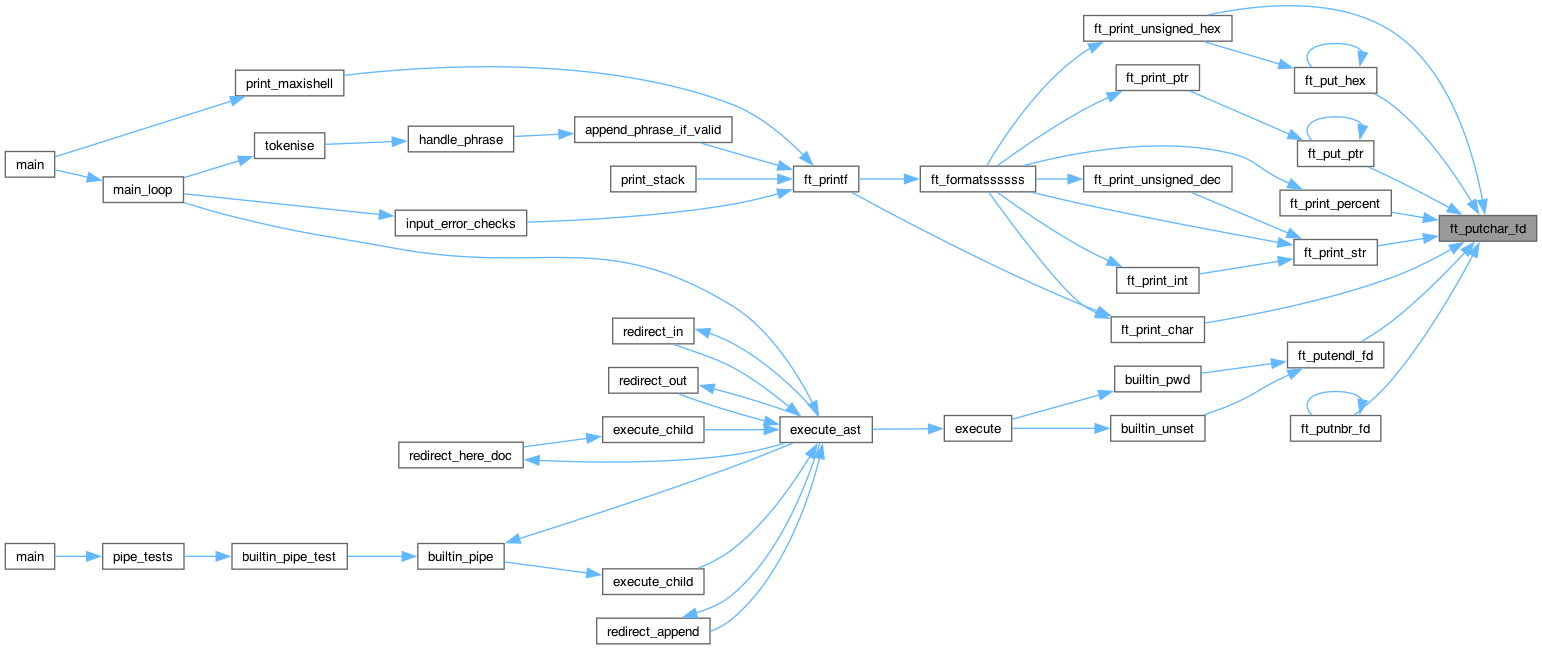 ft_print_unsigned_hex
ft_put_hex
print_maxishell
ft_print_ptr
append_phrase_if_valid
handle_phrase
tokenise
ft_put_ptr
main
main_loop
print_stack
ft_printf
ft_formatssssss
ft_print_unsigned_dec
ft_print_percent
input_error_checks
ft_putchar_fd
ft_print_str
ft_print_int
redirect_in
ft_print_char
ft_putendl_fd
redirect_out
builtin_pwd
execute_child
execute_ast
execute
builtin_unset
ft_putnbr_fd
redirect_here_doc
main
pipe_tests
builtin_pipe_test
builtin_pipe
execute_child
redirect_append